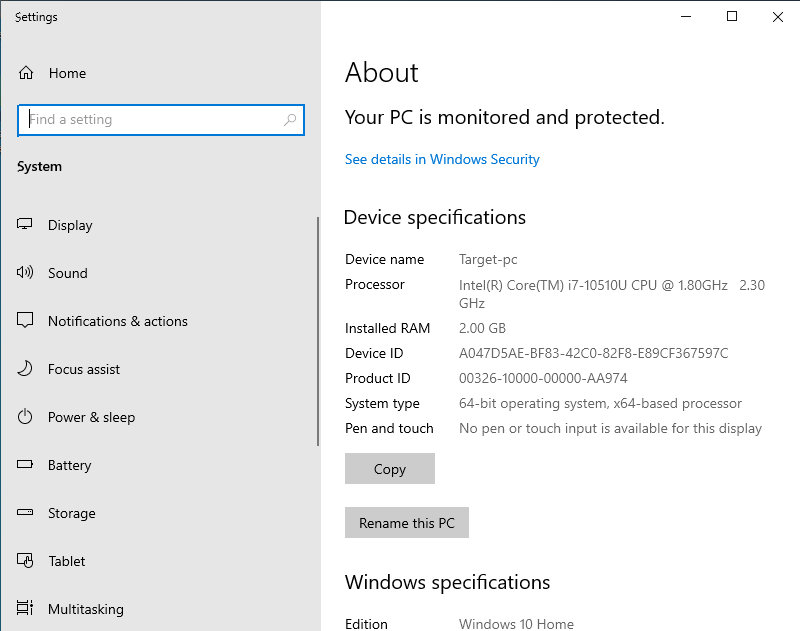 Settings
Home
Find a setting
System
Display
Sound
Notifications & actions
Focus assist
Power & sleep
Battery
Storage
Tablet
Multitasking
About
Your PC is monitored and protected.
See details in Windows Security
Device specifications
Device name Target-pc
Processor Intel(R) Core(TM) i7-10510U CPU @ 1.80GHz 2.30
GHz
Installed RAM 2.00 GB
Device ID A047D5AE-BF83-42C0-82F8-E89CF367597C
Product ID 00326-10000-00000-AA974
System type 64-bit operating system, x64-based processor
Pen and touch No pen or touch input is available for this display
Copy
Rename this PC
Windows specifications
Edition Windows 10 Home